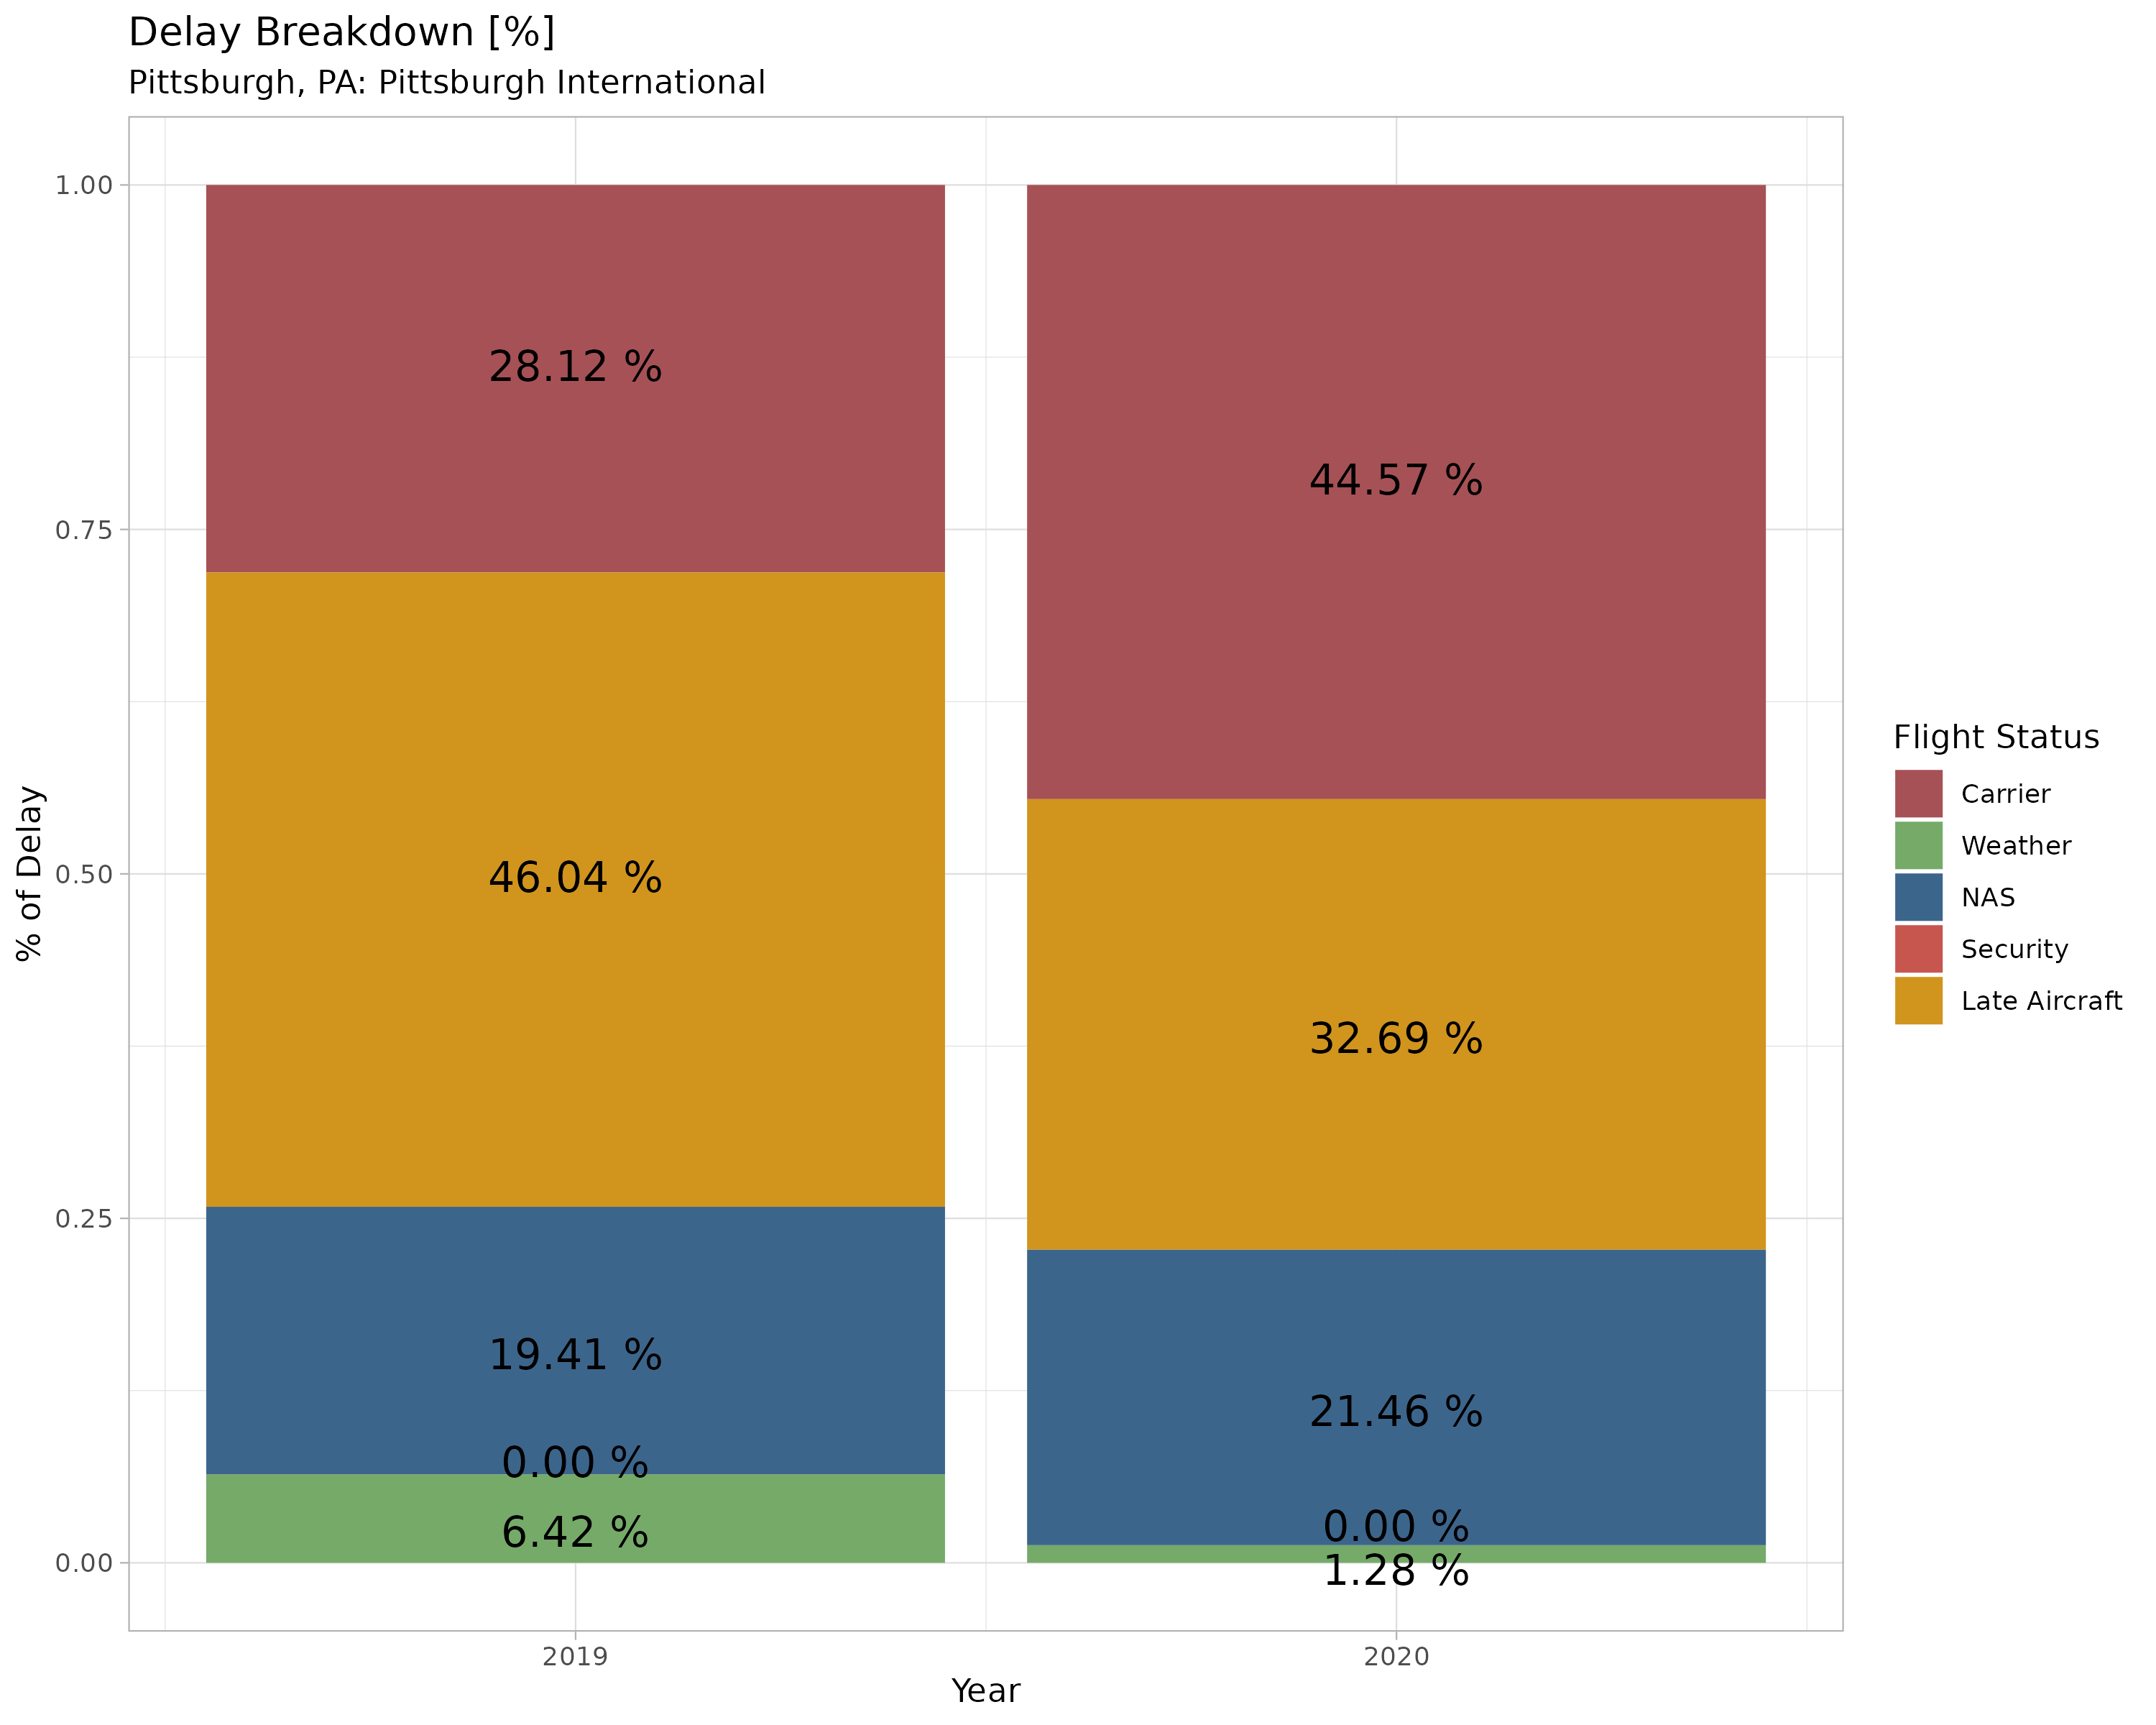 Delay Breakdown [%]
Pittsburgh, PA: Pittsburgh International
% of Delay
1.00
0.75
0.50
0.25
0.00
28.12 %
46.04 %
19.41 %
0.00 %
6.42 %
44.57 %
32.69 %
21.46 %
0.00 %
1.28 %
2019
2020
Year
Flight Status
Carrier
Weather
NAS
Security
Late Aircraft